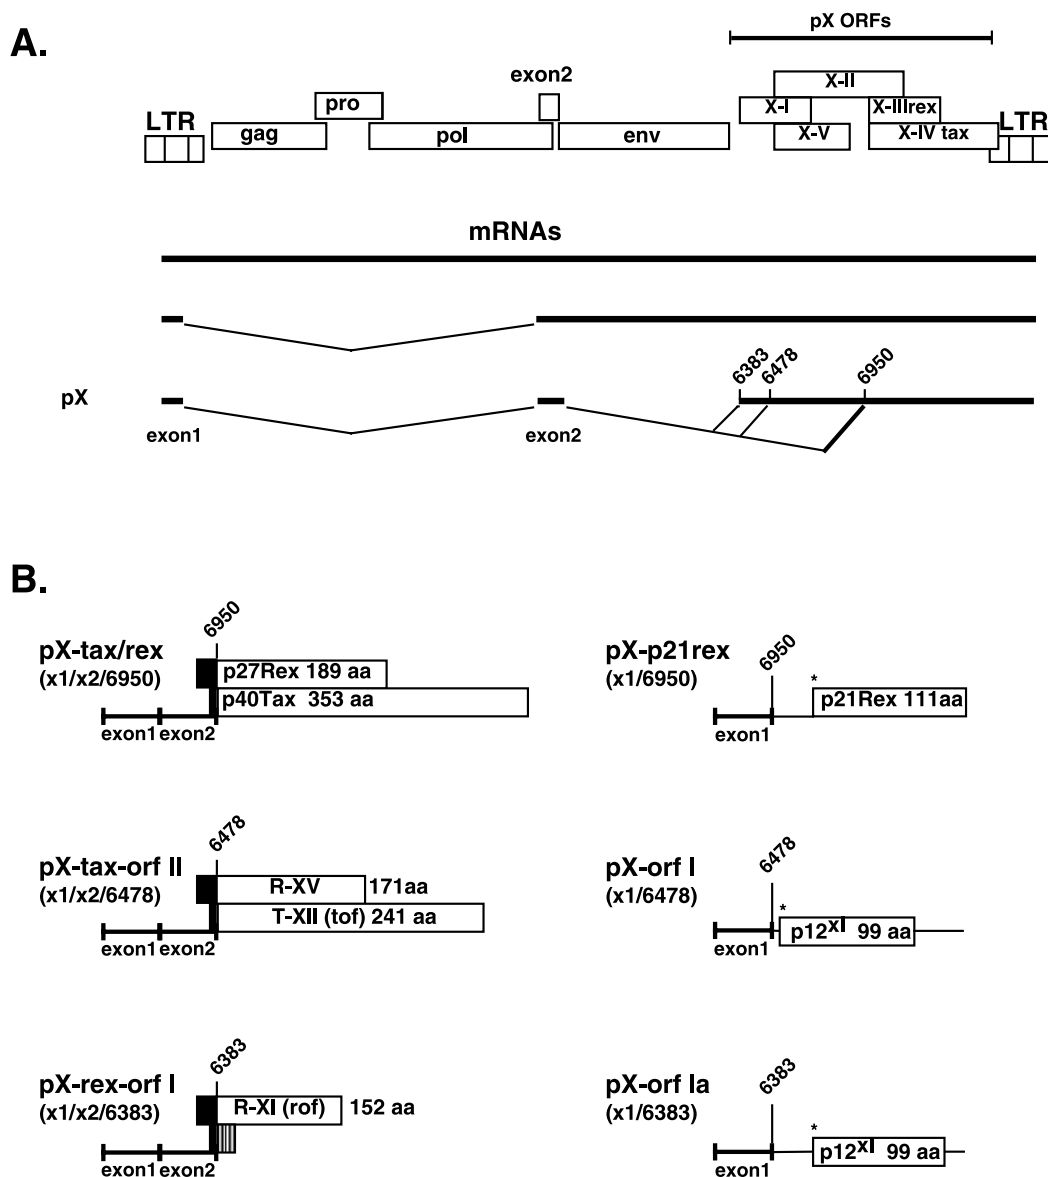 A.
pX ORFs
exon2
X-II
pro
X-I
X-IIIrex
LTR
gag
pol
env
X-V
X-IV tax
LTR
mRNAs
6383
6478
6950
pX
exon1
exon2
B.
pX-tax/rex
(x1/x2/6950)
6950
p27Rex 189 aa
p40Tax 353 aa
exon1
exon2
pX-p21rex
(x1/6950)
6950
*
p21Rex 111aa
exon1
pX-tax-orf II
(x1/x2/6478)
6478
R-XV
171aa
T-XII (tof) 241 aa
exon1
exon2
pX-orf I
(x1/6478)
6478
*
p12xI 99 aa
exon1
pX-rex-orf I
(x1/x2/6383)
6383
R-XI (rof)
152 aa
exon1
exon2
pX-orf Ia
(x1/6383)
6383
*
p12xI 99 aa
exon1